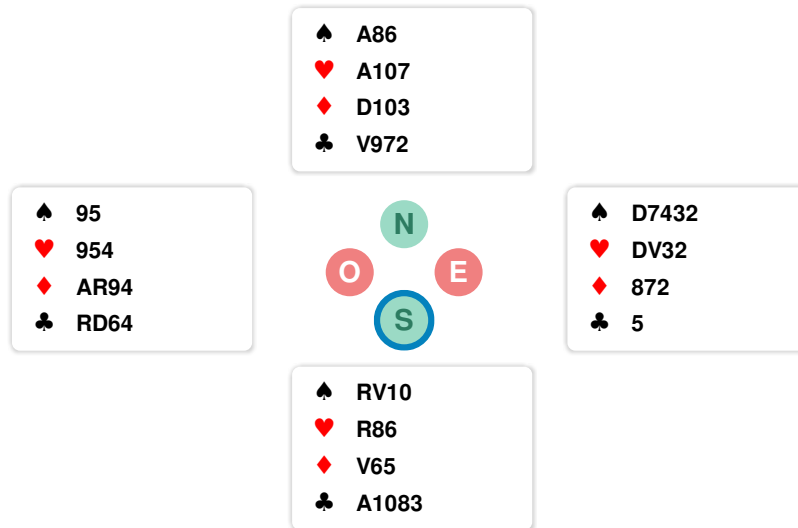 ♠ A86
♥ A107
♦ D103
♣ V972
♠ 95
♥ 954
♦ AR94
♣ RD64
N
O E
S
♠ D7432
♥ DV32
♦ 872
♣ 5
♠ RV10
♥ R86
♦ V65
♣ A1083